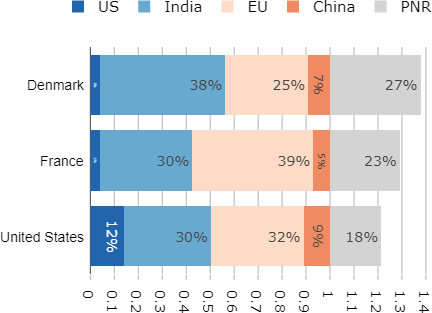 US India EU China PNR
Denmark 38% 25% 7% 27%
France 30% 39% 5% 23%
United States 12% 30% 32% 9% 18%
0 0.1 0.2 0.3 0.4 0.5 0.6 0.7 0.8 0.9 1 1.1 1.2 1.3 1.4